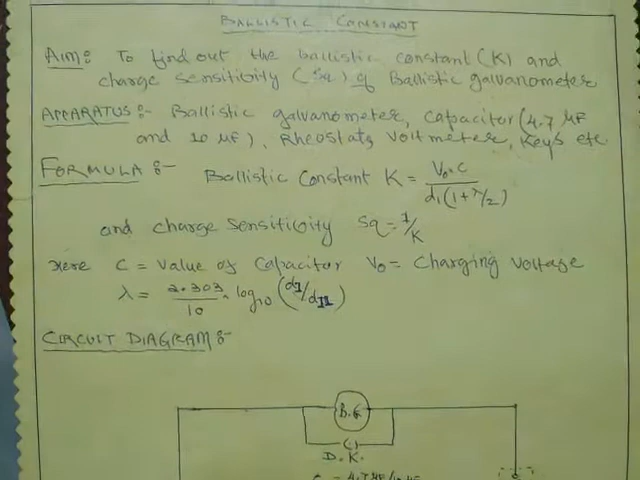 BALLISTIC CONSTANT
AIM:- To find out the ballistic constant (K) and
charge sensitivity (Sq) of Ballistic galvanometer
APPARATUS:- Ballistic galvanometer, capacitor (4.7 μF
and 10 μF), Rheostat, voltmeter, Keys etc.
FORMULA:- Ballistic Constant K = V₀·C / d₁(1+λ/2)
and charge sensitivity Sq = 1/K
Here C = Value of Capacitor V₀ = Charging voltage
λ = 2.303/10 · log₁₀ (d₁/d₁₁)
CIRCUIT DIAGRAM:-
B.G
D.K.